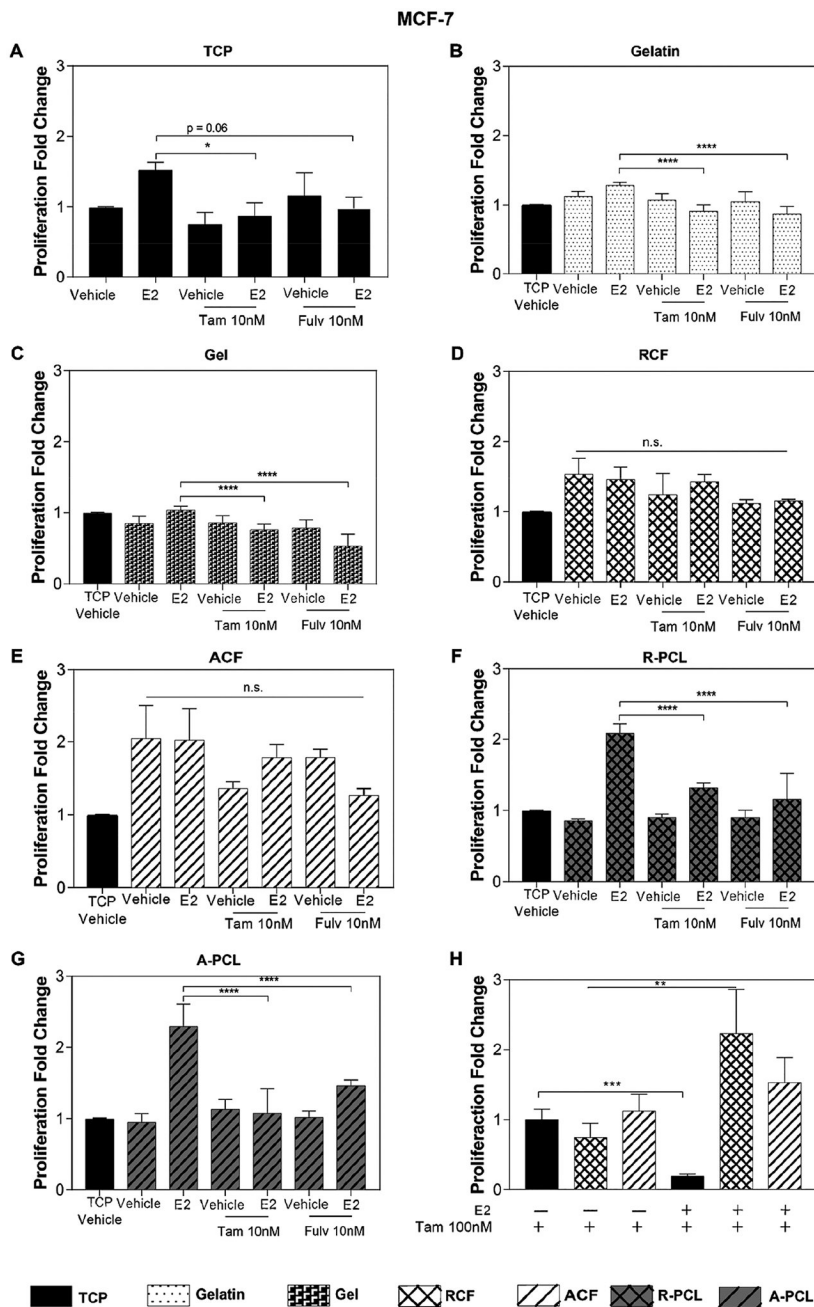 MCF-7
A
TCP
Proliferation Fold Change
3
2
1
0
p = 0.06
*
Vehicle E2 Vehicle E2 Vehicle E2
Tam 10nM Fulv 10nM
B
Gelatin
Proliferation Fold Change
3
2
1
0
****
****
TCP Vehicle Vehicle E2 Vehicle E2 Vehicle E2
Tam 10nM Fulv 10nM
C
Gel
Proliferation Fold Change
3
2
1
0
****
****
TCP Vehicle Vehicle E2 Vehicle E2 Vehicle E2
Tam 10nM Fulv 10nM
D
RCF
Proliferation Fold Change
3
2
1
0
n.s.
TCP Vehicle Vehicle E2 Vehicle E2 Vehicle E2
Tam 10nM Fulv 10nM
E
ACF
Proliferation Fold Change
3
2
1
0
n.s.
TCP Vehicle Vehicle E2 Vehicle E2 Vehicle E2
Tam 10nM Fulv 10nM
F
R-PCL
Proliferation Fold Change
3
2
1
0
****
****
TCP Vehicle Vehicle E2 Vehicle E2 Vehicle E2
Tam 10nM Fulv 10nM
G
A-PCL
Proliferation Fold Change
3
2
1
0
****
****
TCP Vehicle Vehicle E2 Vehicle E2 Vehicle E2
Tam 10nM Fulv 10nM
H
Proliferaction Fold Change
3
2
1
0
**
***
E2 — — — + + +
Tam 100nM + + + + + +
TCP Gelatin Gel RCF ACF R-PCL A-PCL